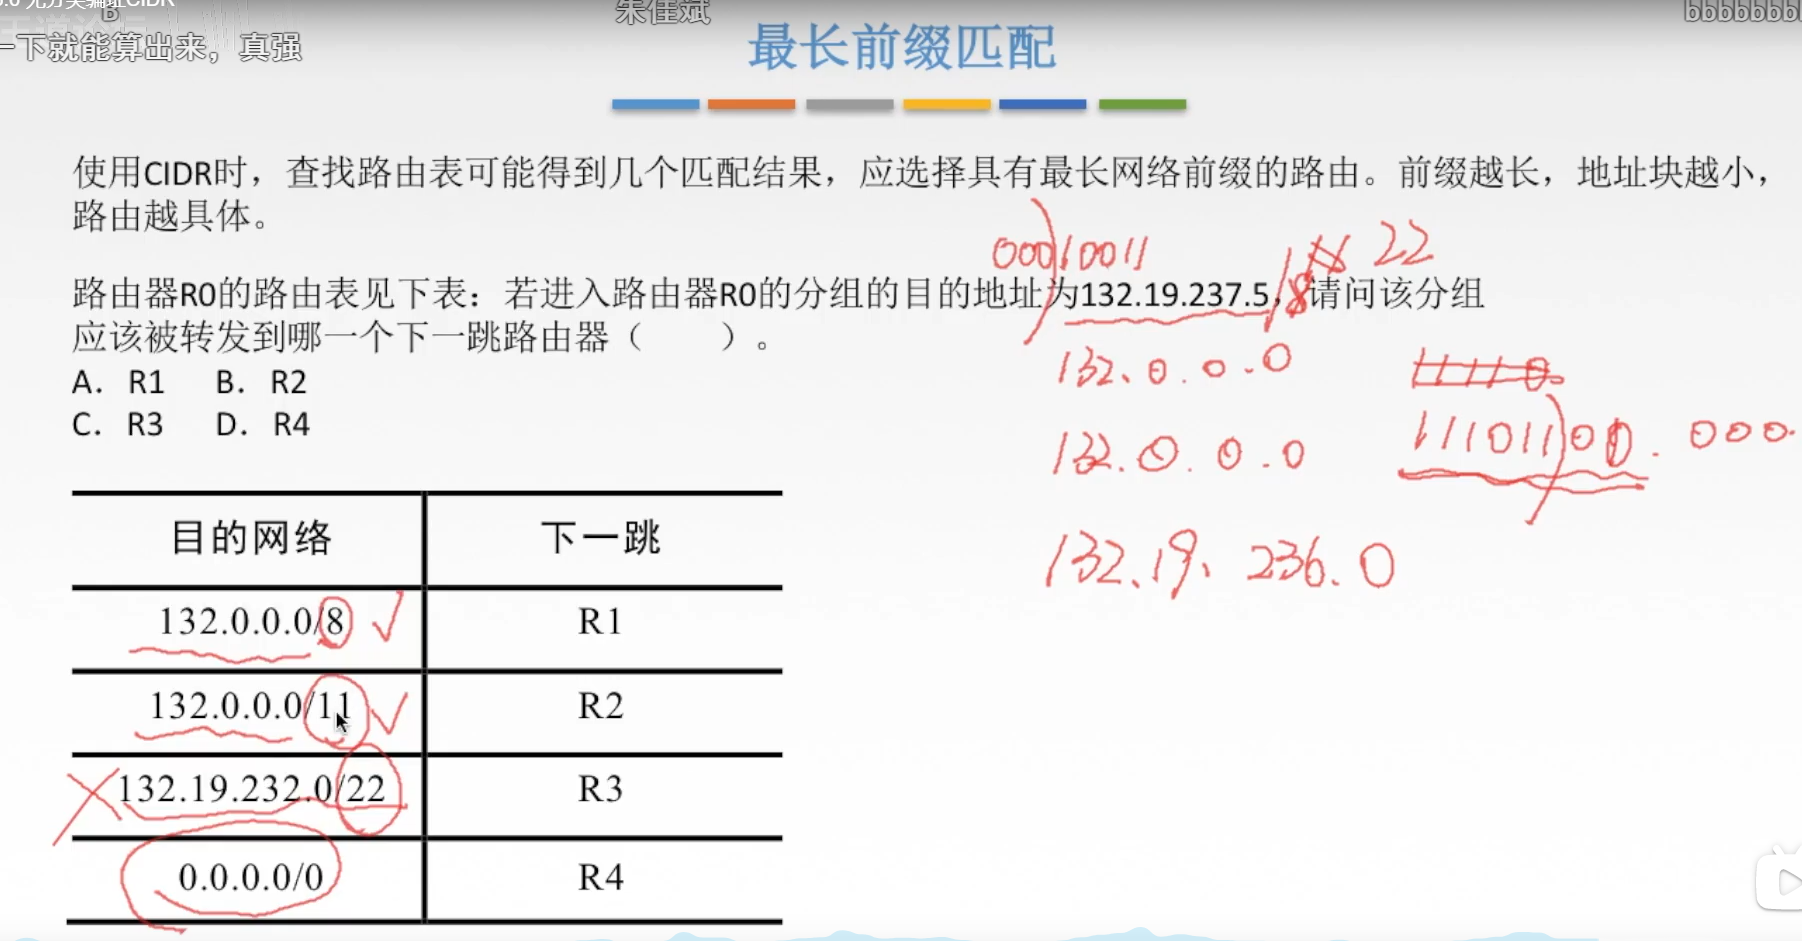 一下就能算出来，真强
朱佳斌
最长前缀匹配
使用CIDR时，查找路由表可能得到几个匹配结果，应选择具有最长网络前缀的路由。前缀越长，地址块越小，
路由越具体。
00010011
22
路由器R0的路由表见下表：若进入路由器R0的分组的目的地址为132.19.237.5，请问该分组
应该被转发到哪一个下一跳路由器（ ）。
132.0.0.0
A. R1 B. R2
C. R3 D. R4
132.0.0.0
11101100.000
132.19.236.0
目的网络 下一跳
132.0.0.0/8 R1
132.0.0.0/11 R2
132.19.232.0/22 R3
0.0.0.0/0 R4